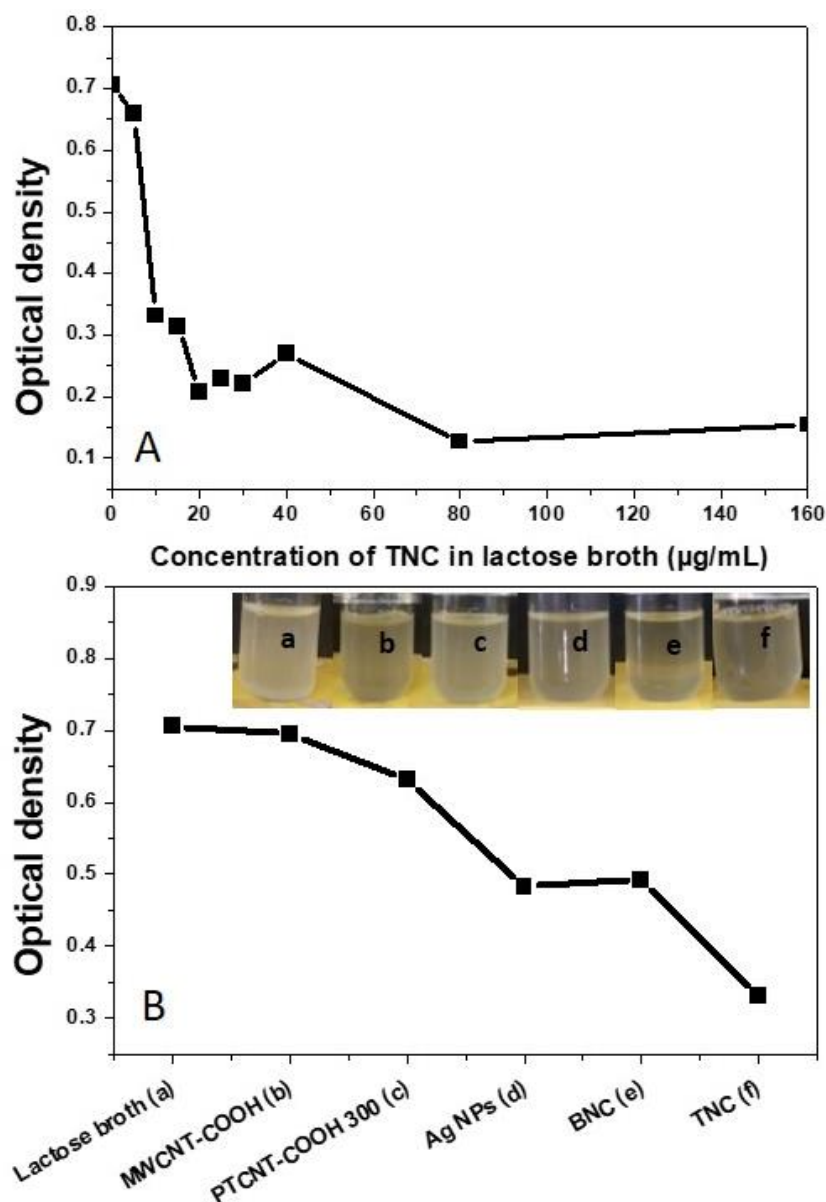 0.8
0.7
0.6
0.5
0.4
0.3
0.2
0.1
Optical density
A
0 20 40 60 80 100 120 140 160
Concentration of TNC in lactose broth (µg/mL)
0.9
0.8
0.7
0.6
0.5
0.4
0.3
Optical density
a b c d e f
B
Lactose broth (a)
MWCNT-COOH (b)
PTCNT-COOH 300 (c)
Ag NPs (d)
BNC (e)
TNC (f)